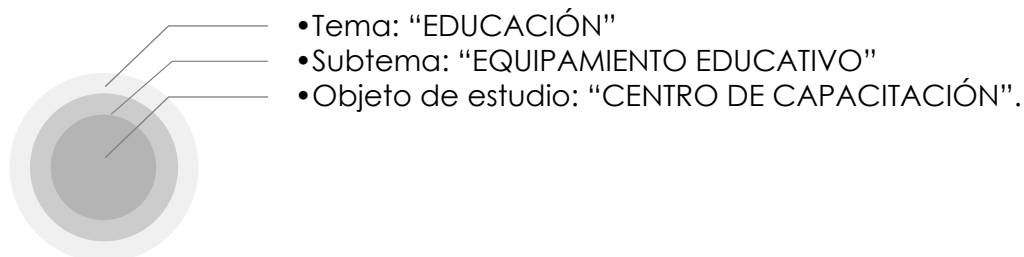 •Tema: “EDUCACIÓN”
•Subtema: “EQUIPAMIENTO EDUCATIVO”
•Objeto de estudio: “CENTRO DE CAPACITACIÓN”.